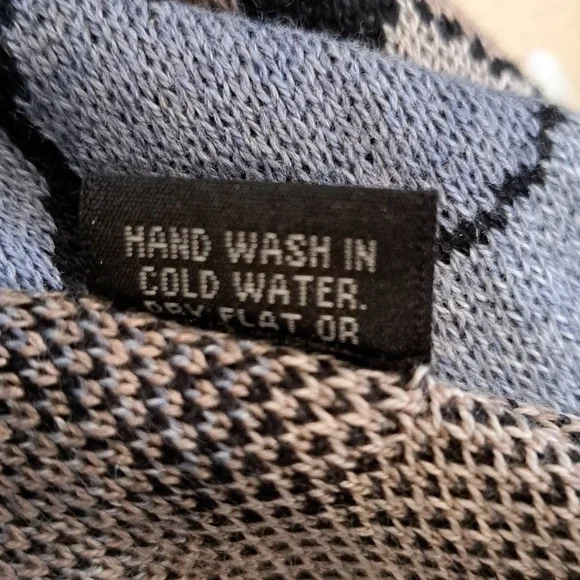 HAND WASH IN
COLD WATER.
DRY FLAT OR